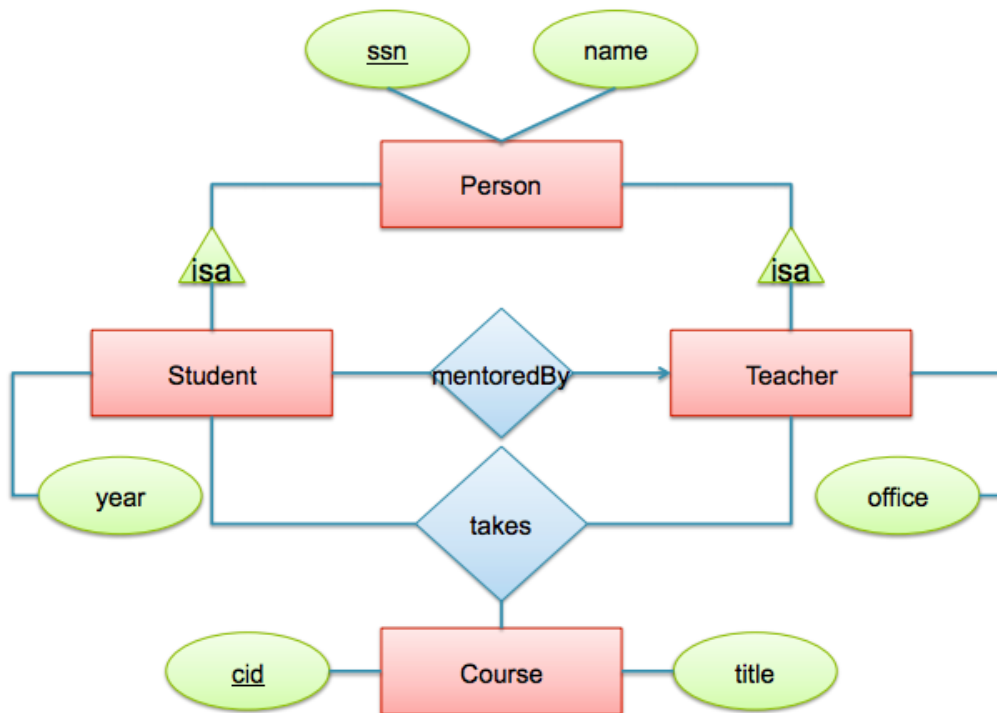 ssn
name
Person
isa
isa
Student
mentoredBy
Teacher
year
takes
office
cid
Course
title